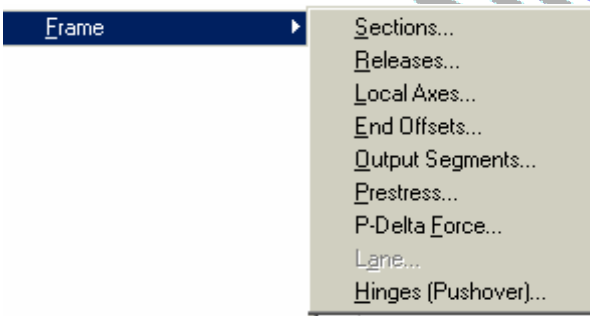 Frame
Sections...
Releases...
Local Axes...
End Offsets...
Output Segments...
Prestress...
P-Delta Force...
Lane...
Hinges (Pushover)...